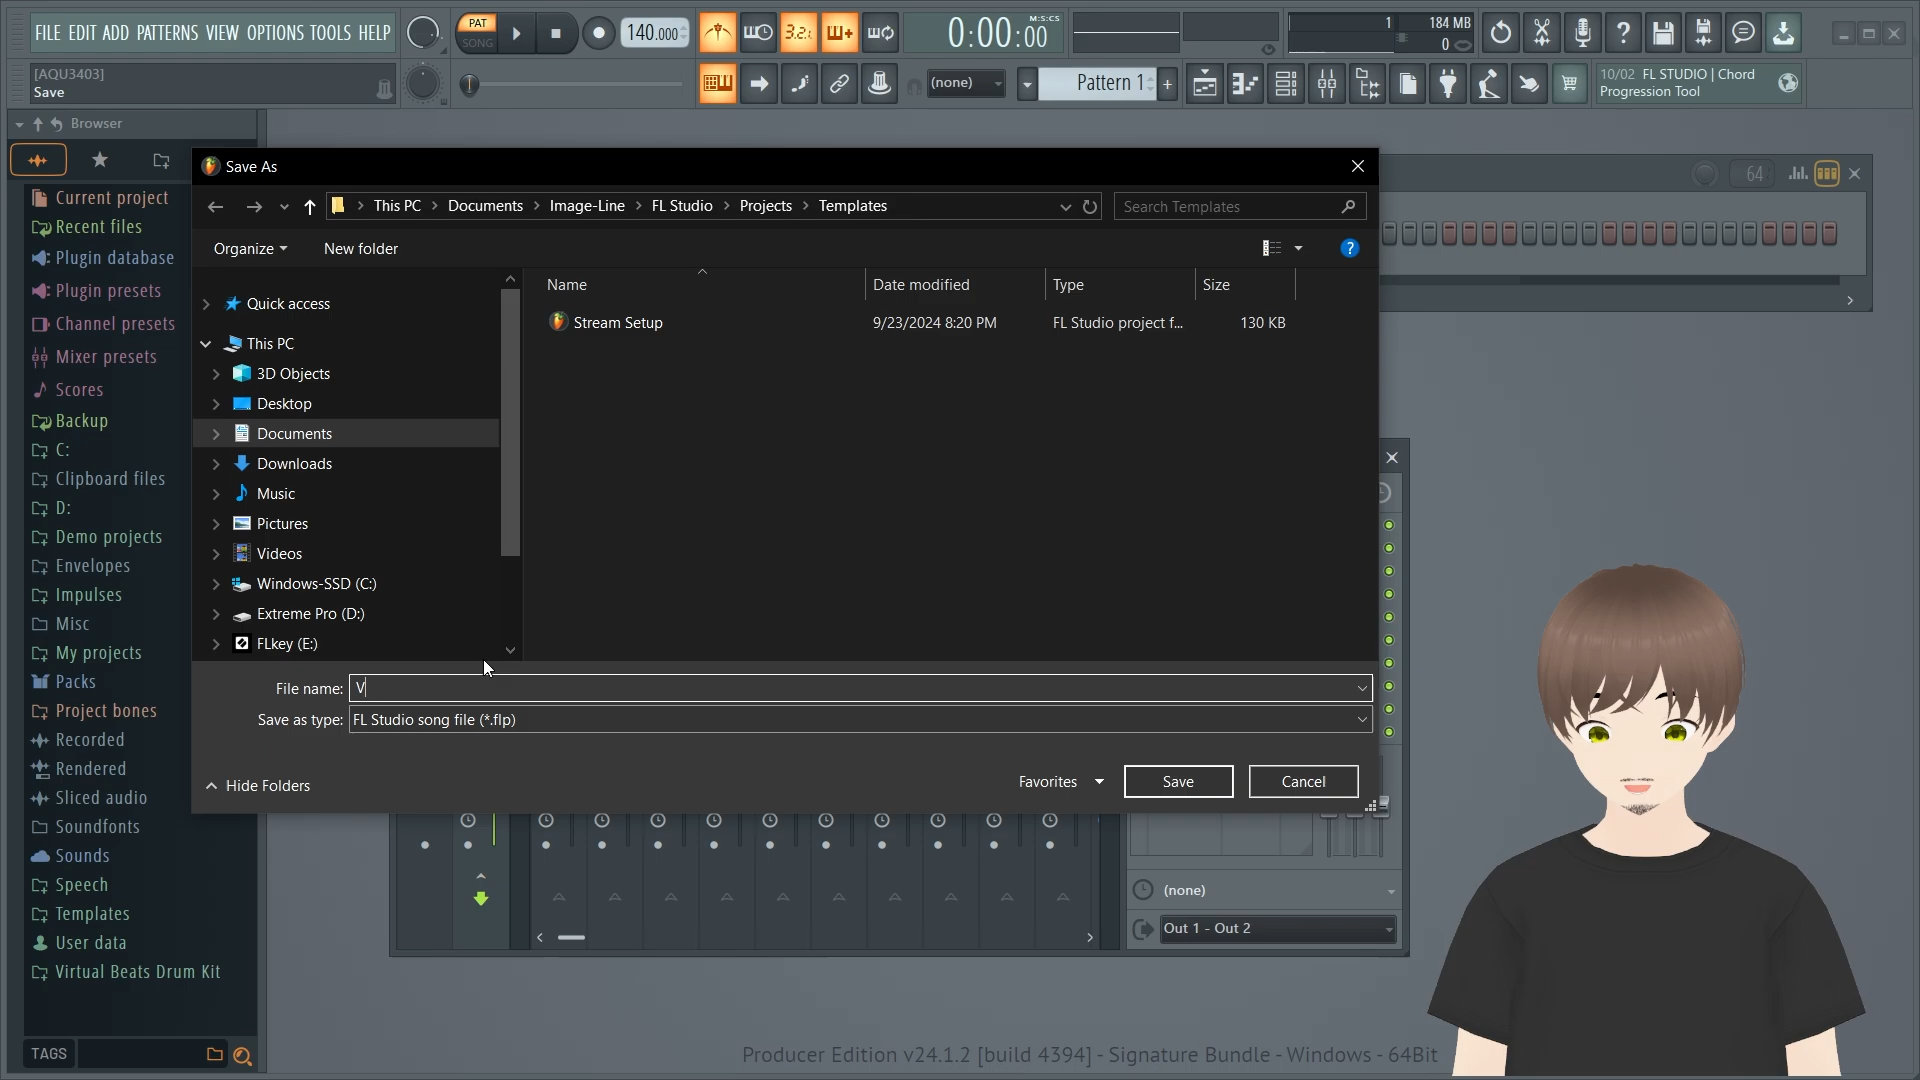 FILE EDIT ADD PATTERNS VIEW OPTIONS TOOLS HELP
PAT
SONG
140.000
3.2.
0:00:00
M:S:CS
1
184 MB
0
[AQU3403]
Save
(none)
Pattern 1
10/02 FL STUDIO | Chord
Progression Tool
Browser
Current project
Recent files
Plugin database
Plugin presets
Channel presets
Mixer presets
Scores
Backup
C:
Clipboard files
D:
Demo projects
Envelopes
Impulses
Misc
My projects
Packs
Project bones
Recorded
Rendered
Sliced audio
Soundfonts
Sounds
Speech
Templates
User data
Virtual Beats Drum Kit
TAGS
Save As
This PC
Documents
Image-Line
FL Studio
Projects
Templates
Search Templates
Organize
New folder
Name
Date modified
Type
Size
Stream Setup
9/23/2024 8:20 PM
FL Studio project f...
130 KB
Quick access
This PC
3D Objects
Desktop
Documents
Downloads
Music
Pictures
Videos
Windows-SSD (C:)
Extreme Pro (D:)
FLkey (E:)
File name: V
Save as type: FL Studio song file (*.flp)
Hide Folders
Favorites
Save
Cancel
64
(none)
Out 1 - Out 2
Producer Edition v24.1.2 [build 4394] - Signature Bundle - Windows - 64Bit